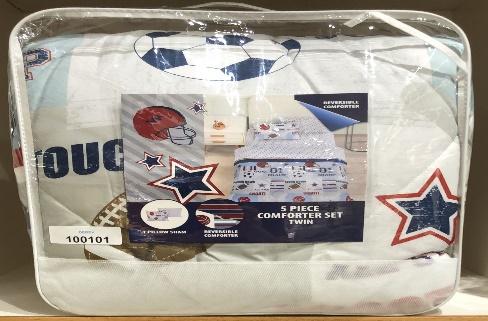 REVERSIBLE
COMFORTER
TOUC
5 PIECE
COMFORTER SET
TWIN
1 PILLOW SHAM
REVERSIBLE
COMFORTER
100101